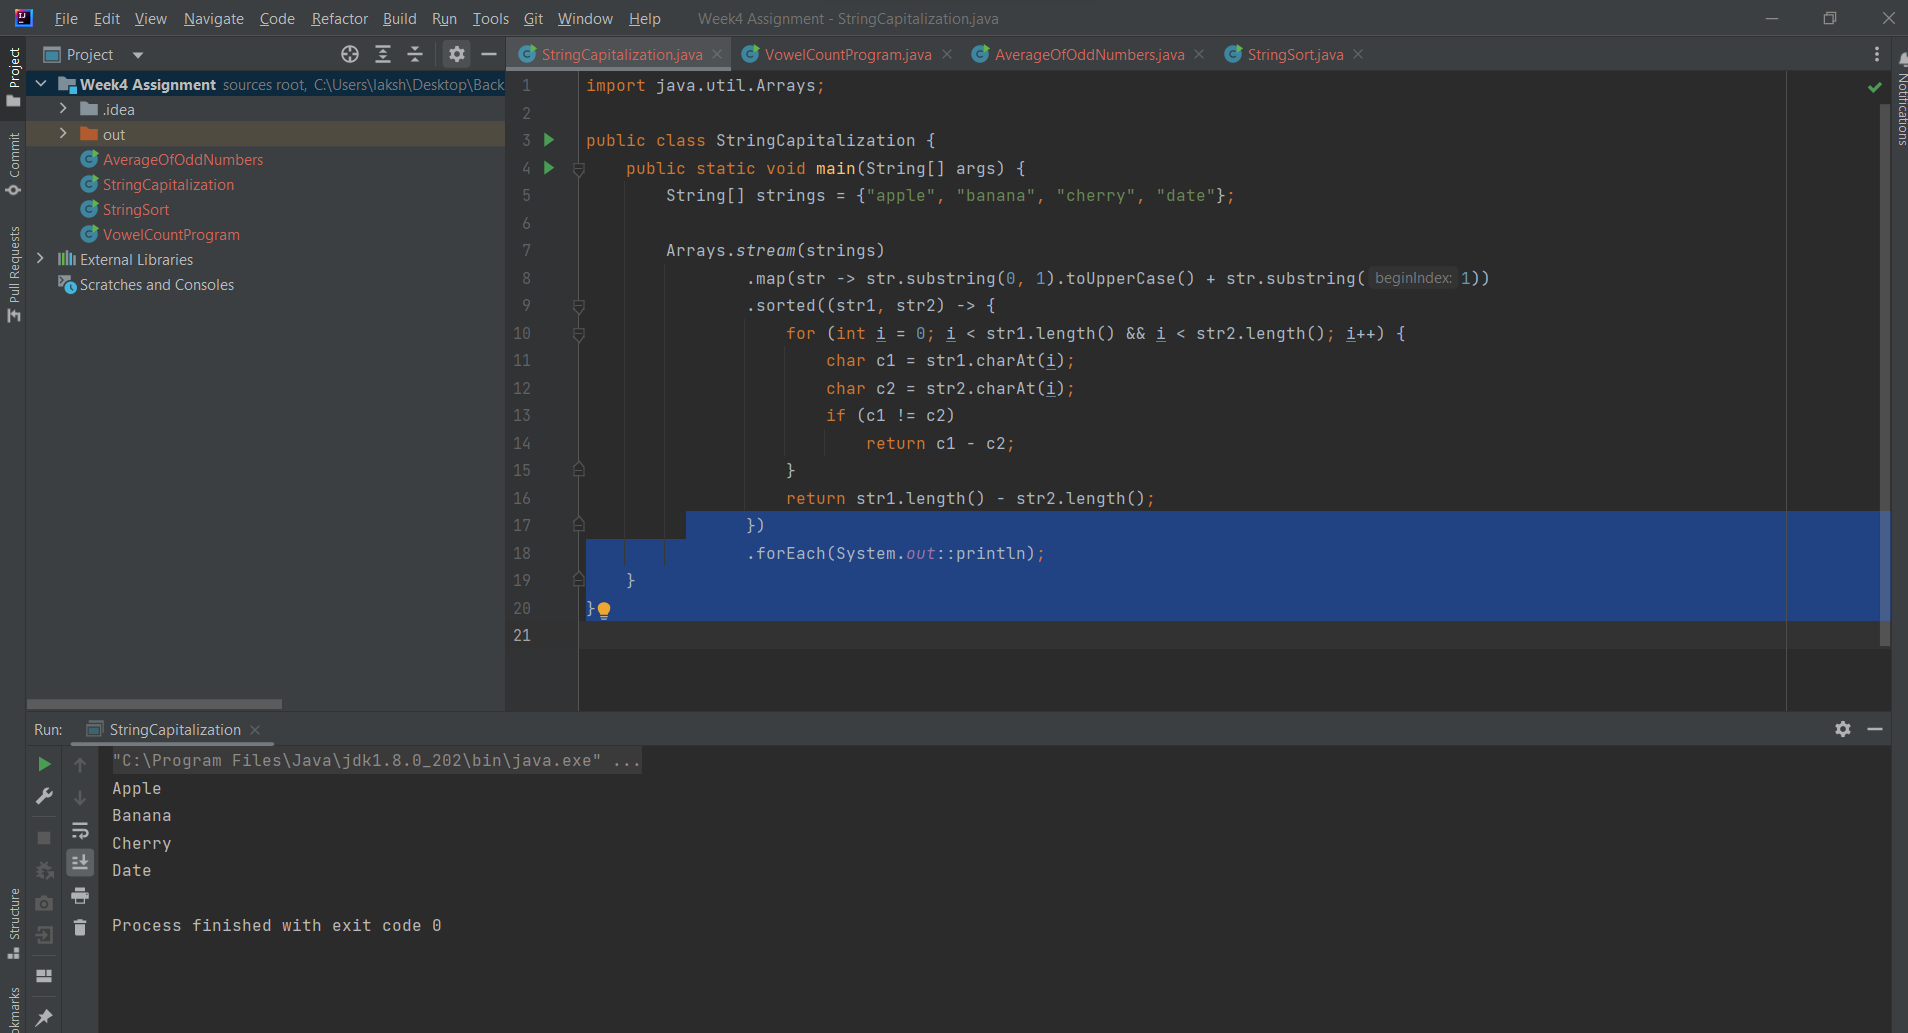 File Edit View Navigate Code Refactor Build Run Tools Git Window Help Week4 Assignment - StringCapitalization.java
Project
StringCapitalization.java VowelCountProgram.java AverageOfOddNumbers.java StringSort.java
Week4 Assignment sources root, C:\Users\laksh\Desktop\Back
.idea
out
AverageOfOddNumbers
StringCapitalization
StringSort
VowelCountProgram
External Libraries
Scratches and Consoles
Project
Commit
Pull Requests
Structure
Notifications
1 import java.util.Arrays;
2
3 public class StringCapitalization {
4 public static void main(String[] args) {
5 String[] strings = {"apple", "banana", "cherry", "date"};
6
7 Arrays.stream(strings)
8 .map(str -> str.substring(0, 1).toUpperCase() + str.substring( beginIndex: 1))
9 .sorted((str1, str2) -> {
10 for (int i = 0; i < str1.length() && i < str2.length(); i++) {
11 char c1 = str1.charAt(i);
12 char c2 = str2.charAt(i);
13 if (c1 != c2)
14 return c1 - c2;
15 }
16 return str1.length() - str2.length();
17 })
18 .forEach(System.out::println);
19 }
20 }
21
Run: StringCapitalization
"C:\Program Files\Java\jdk1.8.0_202\bin\java.exe" ...
Apple
Banana
Cherry
Date
Process finished with exit code 0